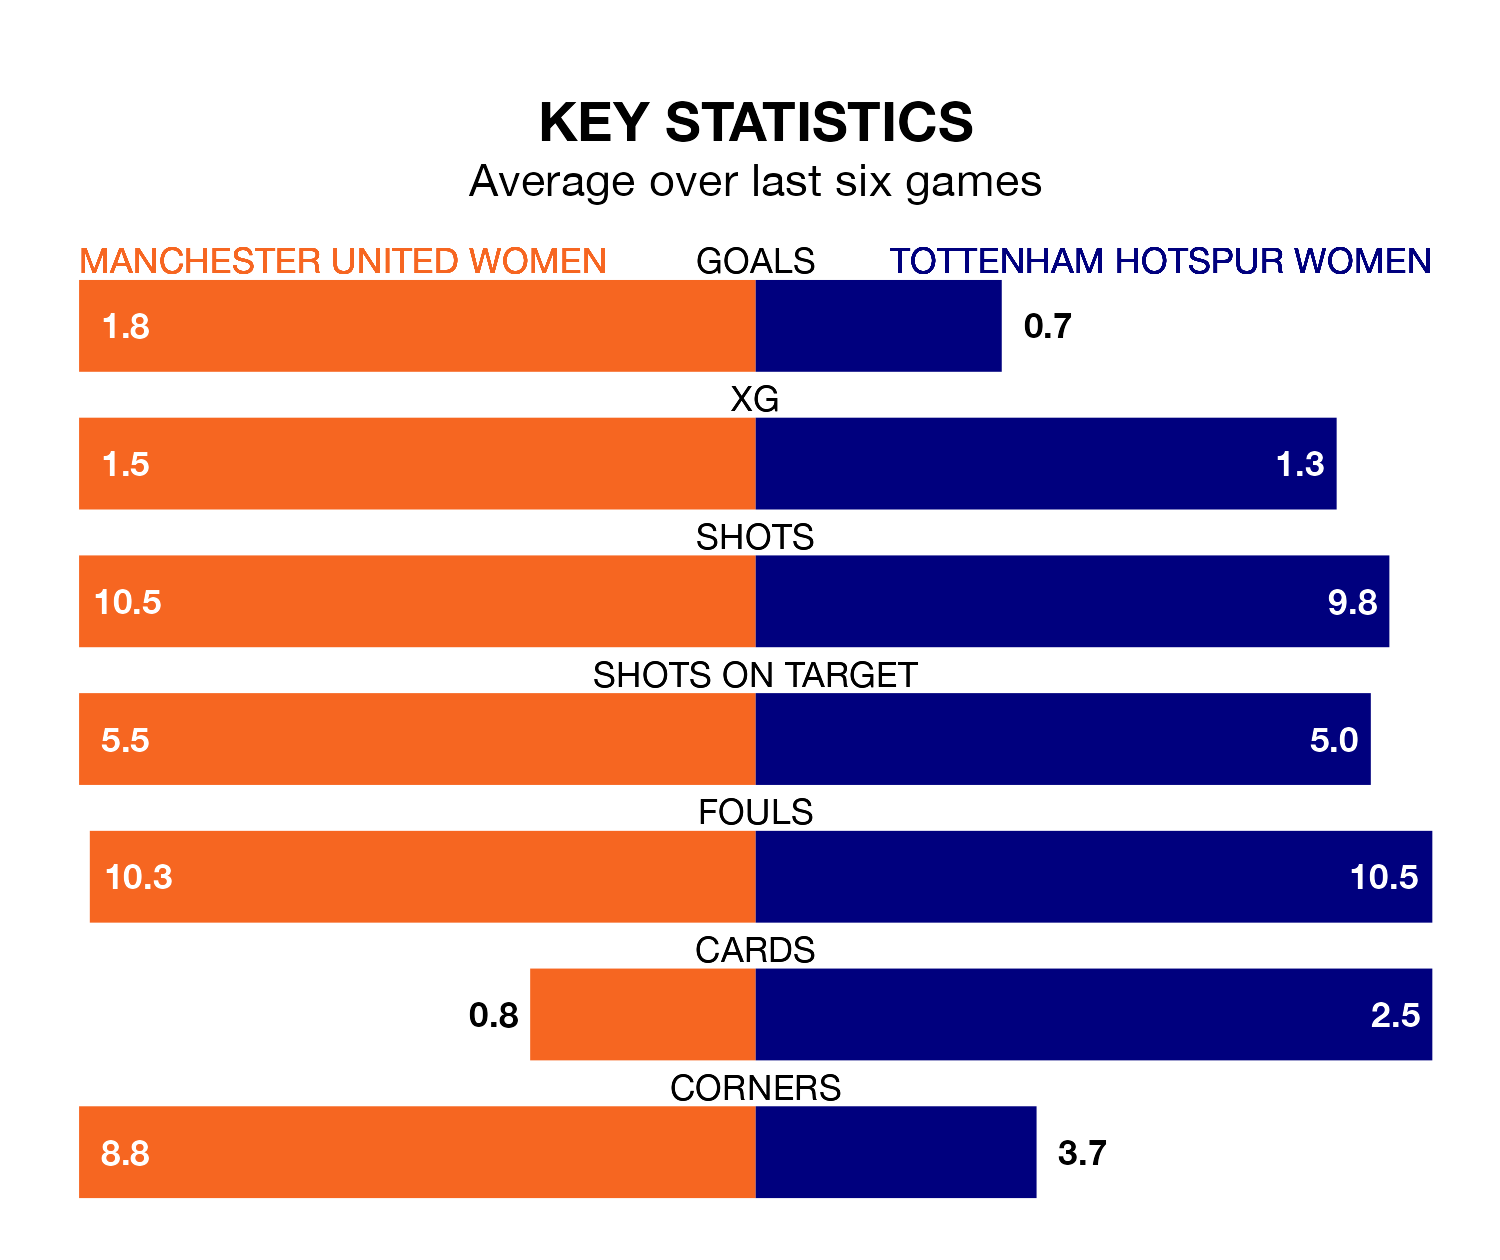 KEY STATISTICS
Average over last six games
MANCHESTER UNITED WOMEN GOALS TOTTENHAM HOTSPUR WOMEN
1.8 0.7
XG
1.5 1.3
SHOTS
10.5 9.8
SHOTS ON TARGET
5.5 5.0
FOULS
10.3 10.5
CARDS
0.8 2.5
CORNERS
8.8 3.7